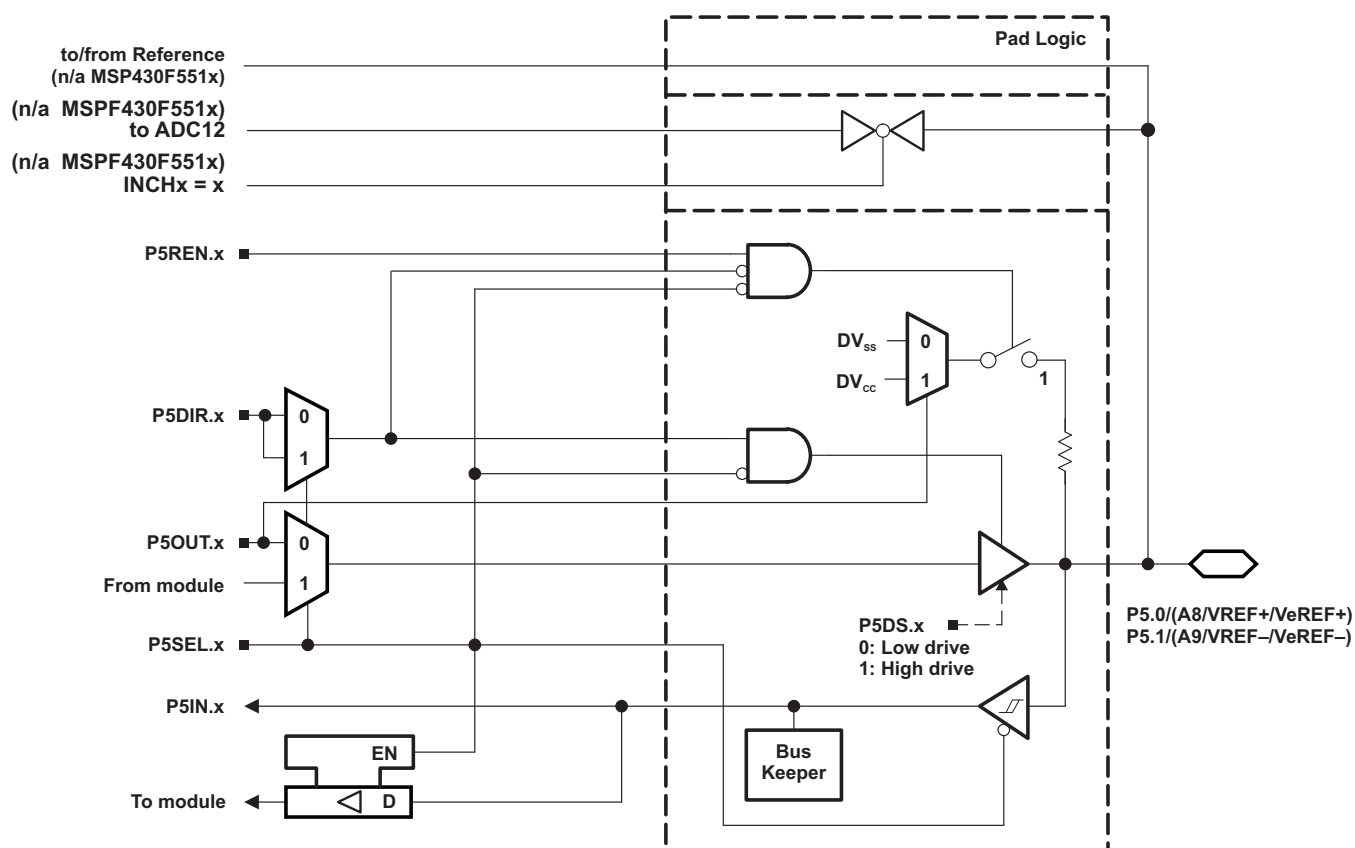 Pad Logic
to/from Reference
(n/a MSP430F551x)
(n/a MSPF430F551x)
to ADC12
(n/a MSPF430F551x)
INCHx = x
P5REN.x
DVss
0
DVcc
1
1
P5DIR.x
0
1
P5OUT.x
0
From module
1
P5SEL.x
P5DS.x
0: Low drive
1: High drive
P5.0/(A8/VREF+/VeREF+)
P5.1/(A9/VREF–/VeREF–)
P5IN.x
Bus
Keeper
EN
To module
D